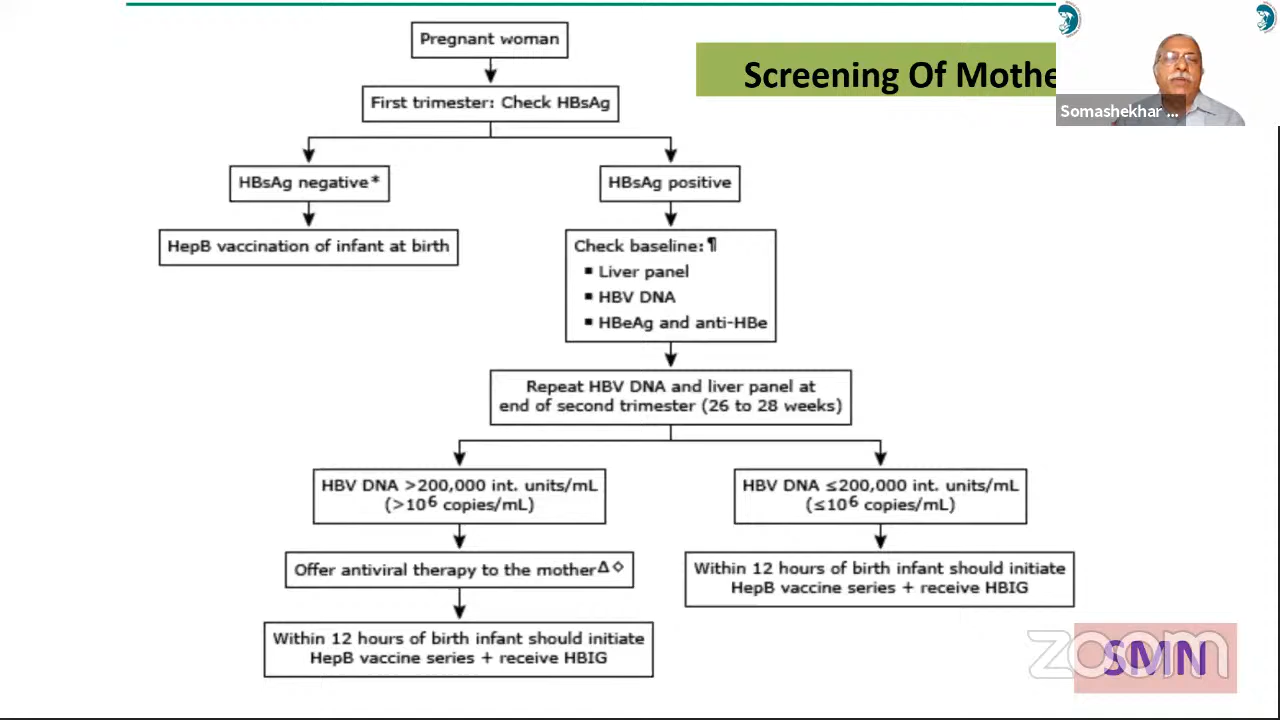 Pregnant woman
Screening Of Mothe
Somashekhar ...
First trimester: Check HBsAg
HBsAg negative*
HBsAg positive
HepB vaccination of infant at birth
Check baseline:¶
▪ Liver panel
▪ HBV DNA
▪ HBeAg and anti-HBe
Repeat HBV DNA and liver panel at
end of second trimester (26 to 28 weeks)
HBV DNA >200,000 int. units/mL
(>10⁶ copies/mL)
HBV DNA ≤200,000 int. units/mL
(≤10⁶ copies/mL)
Offer antiviral therapy to the motherΔ◇
Within 12 hours of birth infant should initiate
HepB vaccine series + receive HBIG
Within 12 hours of birth infant should initiate
HepB vaccine series + receive HBIG
zoom
SMN